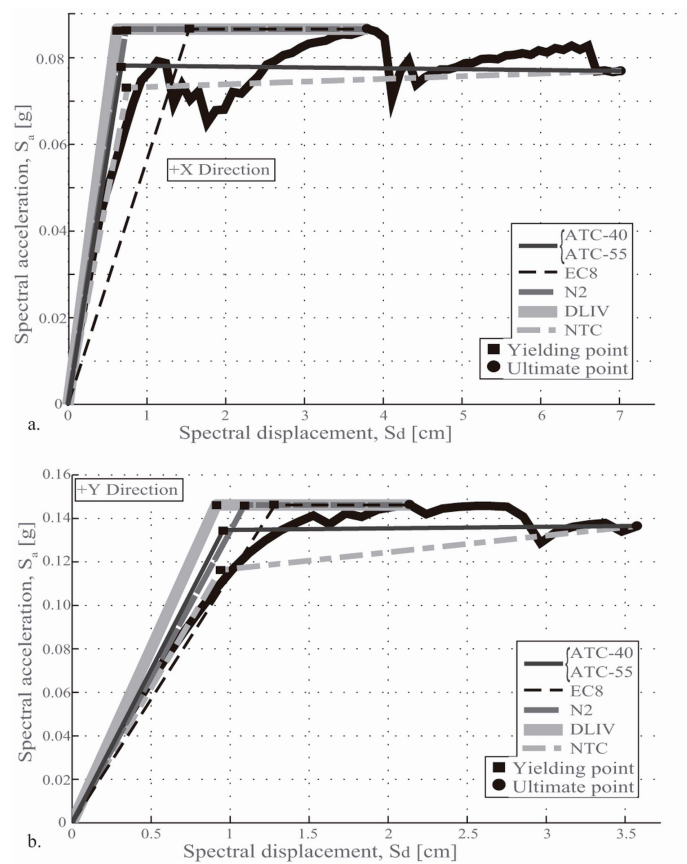 0.08
0.06
0.04
0.02
0
Spectral acceleration, Sa [g]
+X Direction
ATC-40
ATC-55
EC8
N2
DLIV
NTC
Yielding point
Ultimate point
0 1 2 3 4 5 6 7
a.
Spectral displacement, Sd [cm]
0.16
+Y Direction
0.14
0.12
0.10
0.08
0.06
0.04
0.02
0
Spectral acceleration, Sa [g]
ATC-40
ATC-55
EC8
N2
DLIV
NTC
Yielding point
Ultimate point
0 0.5 1 1.5 2 2.5 3 3.5
b.
Spectral displacement, Sd [cm]